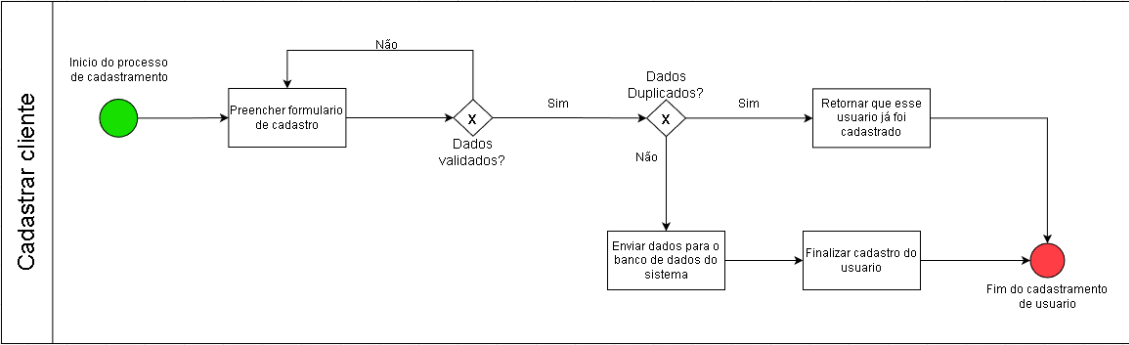 Cadastrar cliente
Inicio do processo
de cadastramento
Preencher formulario
de cadastro
Não
X
Dados
validados?
Sim
Dados
Duplicados?
X
Sim
Não
Retornar que esse
usuario já foi
cadastrado
Enviar dados para o
banco de dados do
sistema
Finalizar cadastro do
usuario
Fim do cadastramento
de usuario